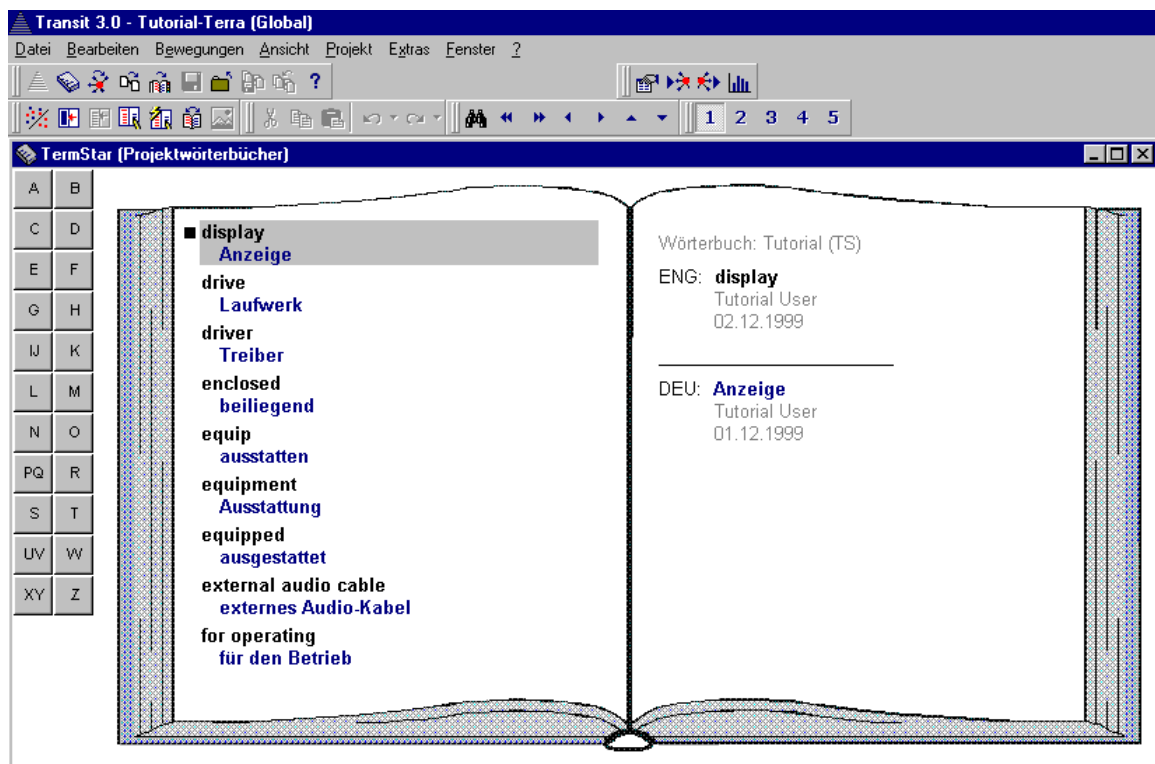 Transit 3.0 - Tutorial-Terra (Global)
Datei Bearbeiten Bewegungen Ansicht Projekt Extras Fenster ?
?
1 2 3 4 5
TermStar (Projektwörterbücher)
A B
C D
E F
G H
IJ K
L M
N O
PQ R
S T
UV W
XY Z
display
Anzeige
drive
Laufwerk
driver
Treiber
enclosed
beiliegend
equip
ausstatten
equipment
Ausstattung
equipped
ausgestattet
external audio cable
externes Audio-Kabel
for operating
für den Betrieb
Wörterbuch: Tutorial (TS)
ENG: display
Tutorial User
02.12.1999
DEU: Anzeige
Tutorial User
01.12.1999